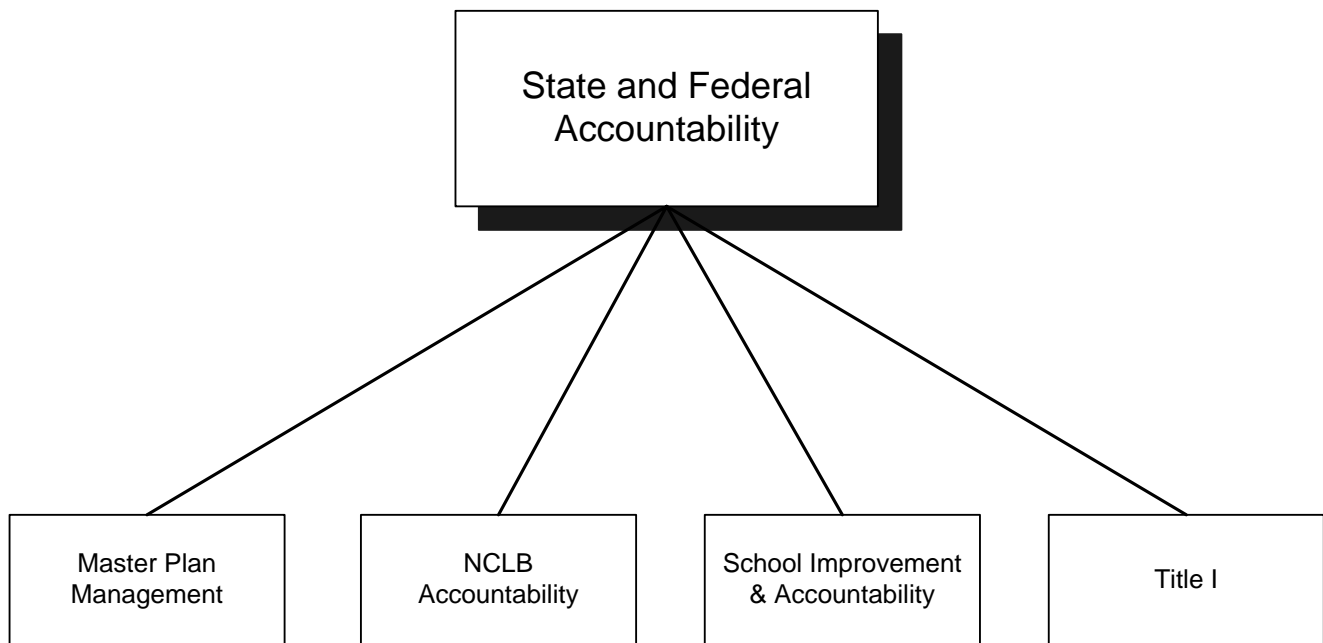 State and Federal
Accountability
Master Plan
Management
NCLB
Accountability
School Improvement
& Accountability
Title I